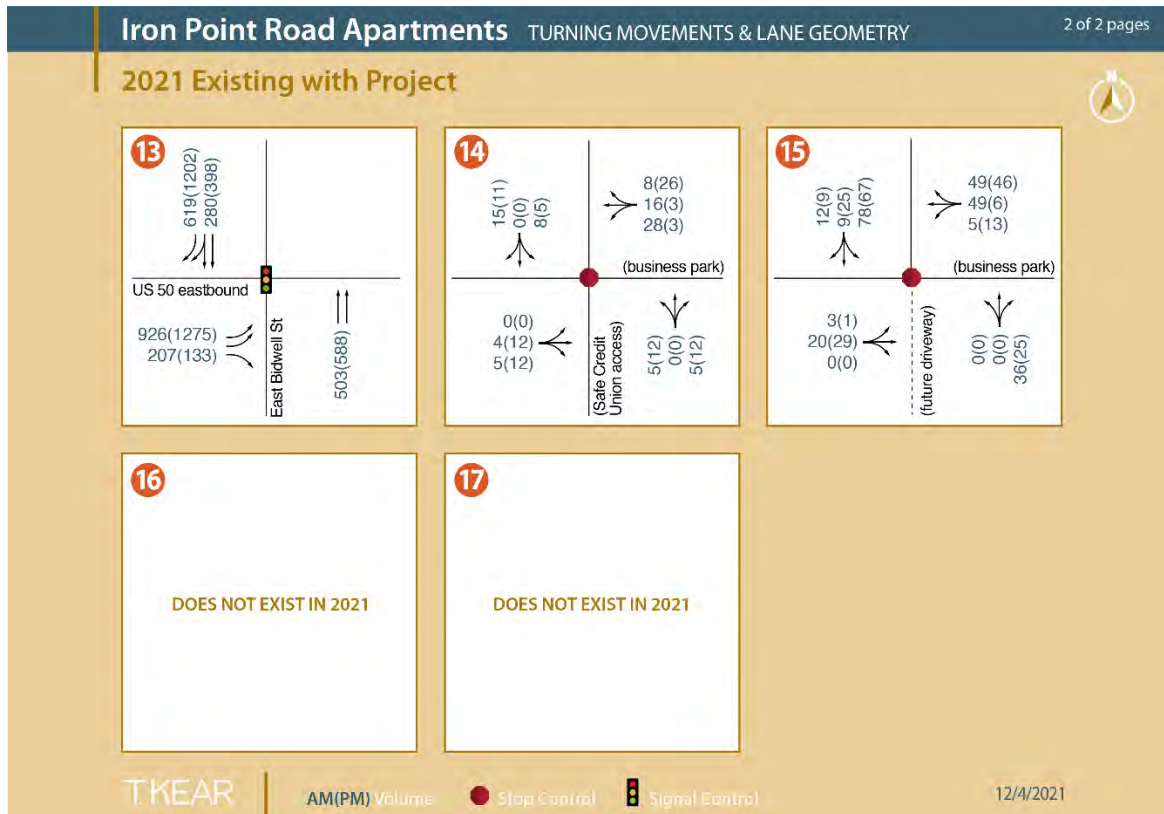 Iron Point Road Apartments TURNING MOVEMENTS & LANE GEOMETRY
2 of 2 pages
2021 Existing with Project
N
13
619(1202)
280(398)
US 50 eastbound
926(1275)
207(133)
East Bidwell St
503(588)
14
15(11)
0(0)
8(5)
8(26)
16(3)
28(3)
(business park)
0(0)
4(12)
5(12)
(Safe Credit
Union access)
5(12)
0(0)
5(12)
15
12(9)
9(25)
78(67)
49(46)
49(6)
5(13)
(business park)
3(1)
20(29)
0(0)
(future driveway)
0(0)
0(0)
36(25)
16
DOES NOT EXIST IN 2021
17
DOES NOT EXIST IN 2021
TKEAR
AM(PM) Volume
Stop Control
Signal Control
12/4/2021